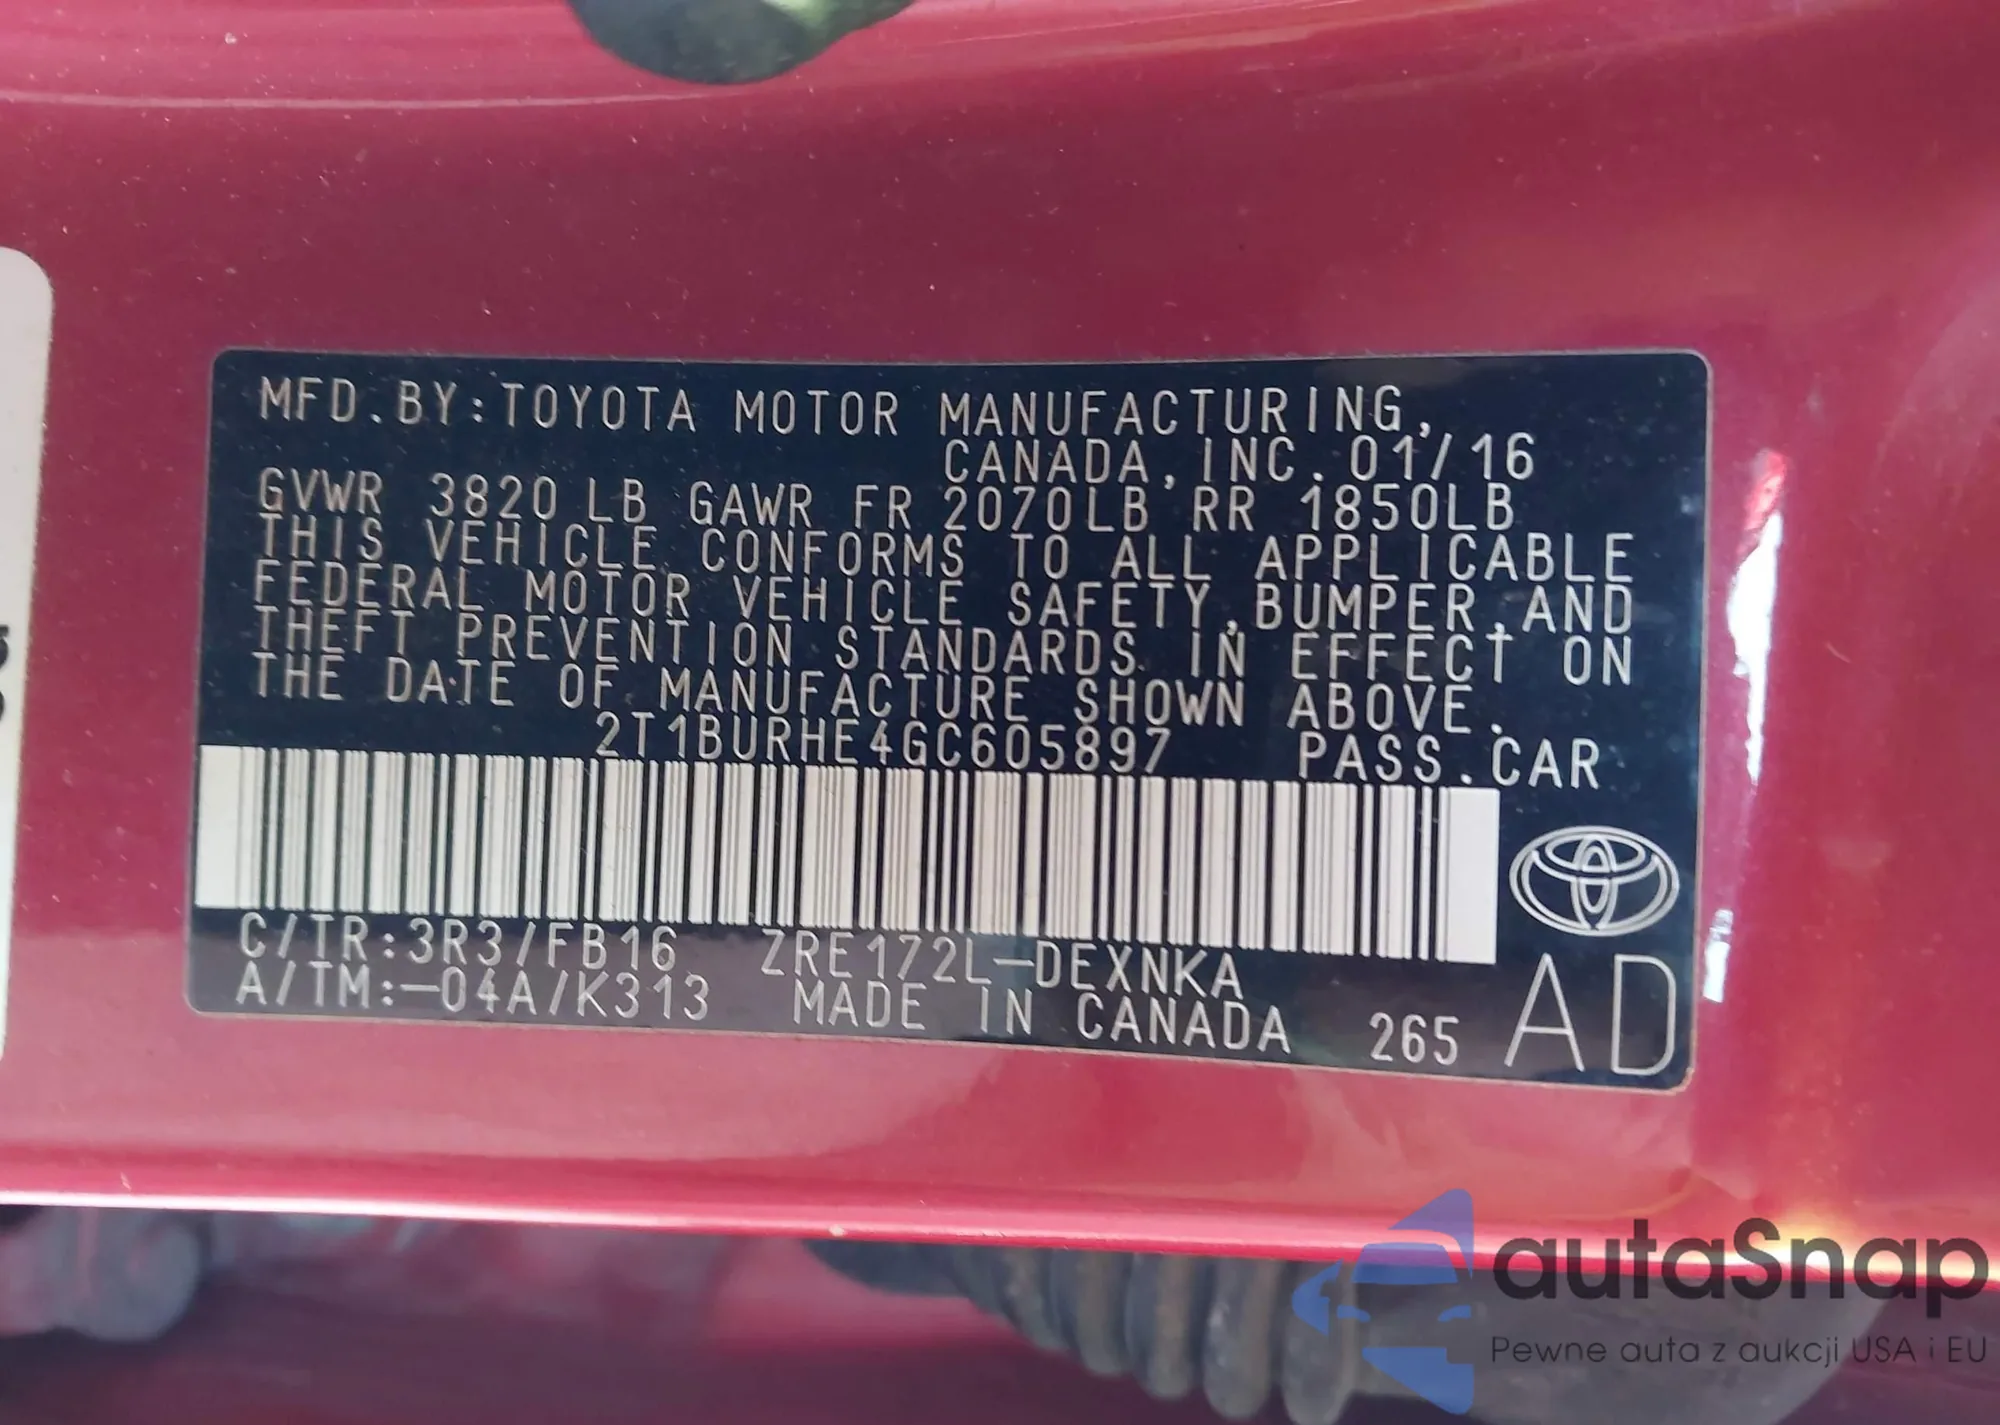 MFD.BY:TOYOTA MOTOR MANUFACTURING,
CANADA,INC.01/16
GVWR 3820LB GAWR FR 2070LB RR 1850LB
THIS VEHICLE CONFORMS TO ALL APPLICABLE
FEDERAL MOTOR VEHICLE SAFETY,BUMPER,AND
THEFT PREVENTION STANDARDS IN EFFECT ON
THE DATE OF MANUFACTURE SHOWN ABOVE.
2T1BURHE4GC605897 PASS.CAR
C/TR:3R3/FB16 ZRE172L-DEXNKA
A/TM:-04A/K313 MADE IN CANADA 265 AD
autaSnap
Pewne auta z aukcji USA i EU